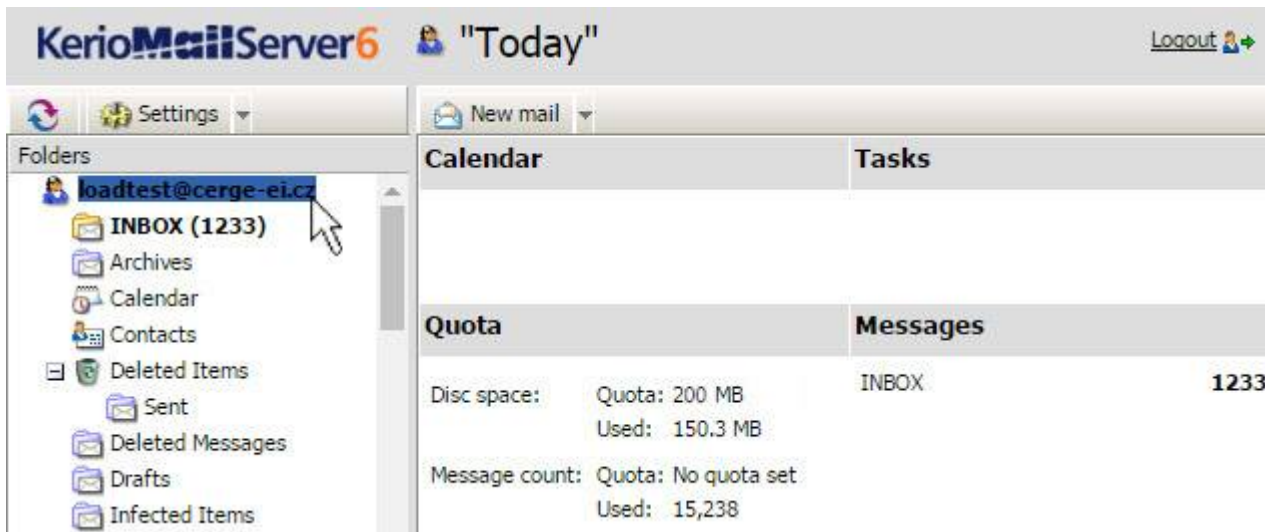 KerioMailServer6
"Today"
Logout
Settings
New mail
Folders
loadtest@cerge-ei.cz
INBOX (1233)
Archives
Calendar
Contacts
Deleted Items
Sent
Deleted Messages
Drafts
Infected Items
Calendar
Tasks
Quota
Messages
Disc space: Quota: 200 MB
Used: 150.3 MB
Message count: Quota: No quota set
Used: 15,238
INBOX 1233